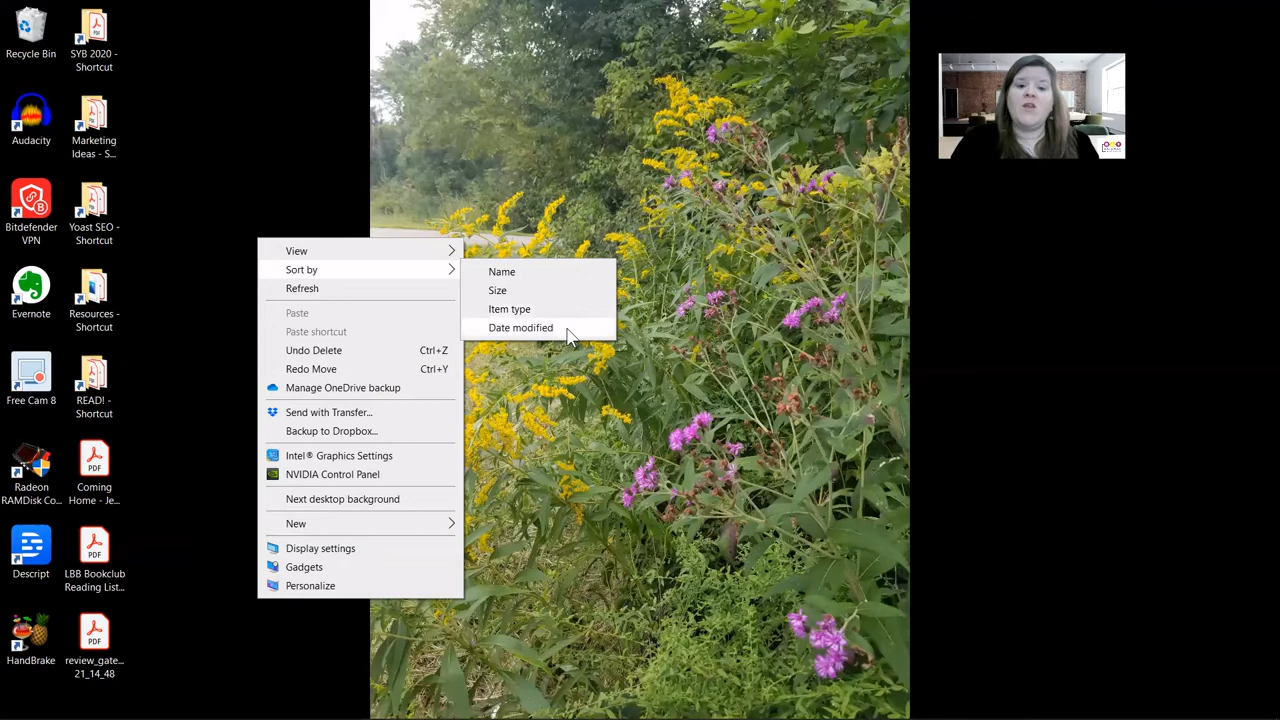 Recycle Bin
SYB 2020 -
Shortcut
Audacity
Marketing
Ideas - S...
Bitdefender
VPN
Yoast SEO -
Shortcut
Evernote
Resources -
Shortcut
Free Cam 8
READ! -
Shortcut
Radeon
RAMDisk Co...
Coming
Home - Je...
Descript
LBB Bookclub
Reading List...
HandBrake
review_gate...
21_14_48
PDF
PDF
PDF
View
Sort by
Refresh
Paste
Paste shortcut
Undo Delete Ctrl+Z
Redo Move Ctrl+Y
Manage OneDrive backup
Send with Transfer...
Backup to Dropbox...
Intel® Graphics Settings
NVIDIA Control Panel
Next desktop background
New
Display settings
Gadgets
Personalize
Name
Size
Item type
Date modified